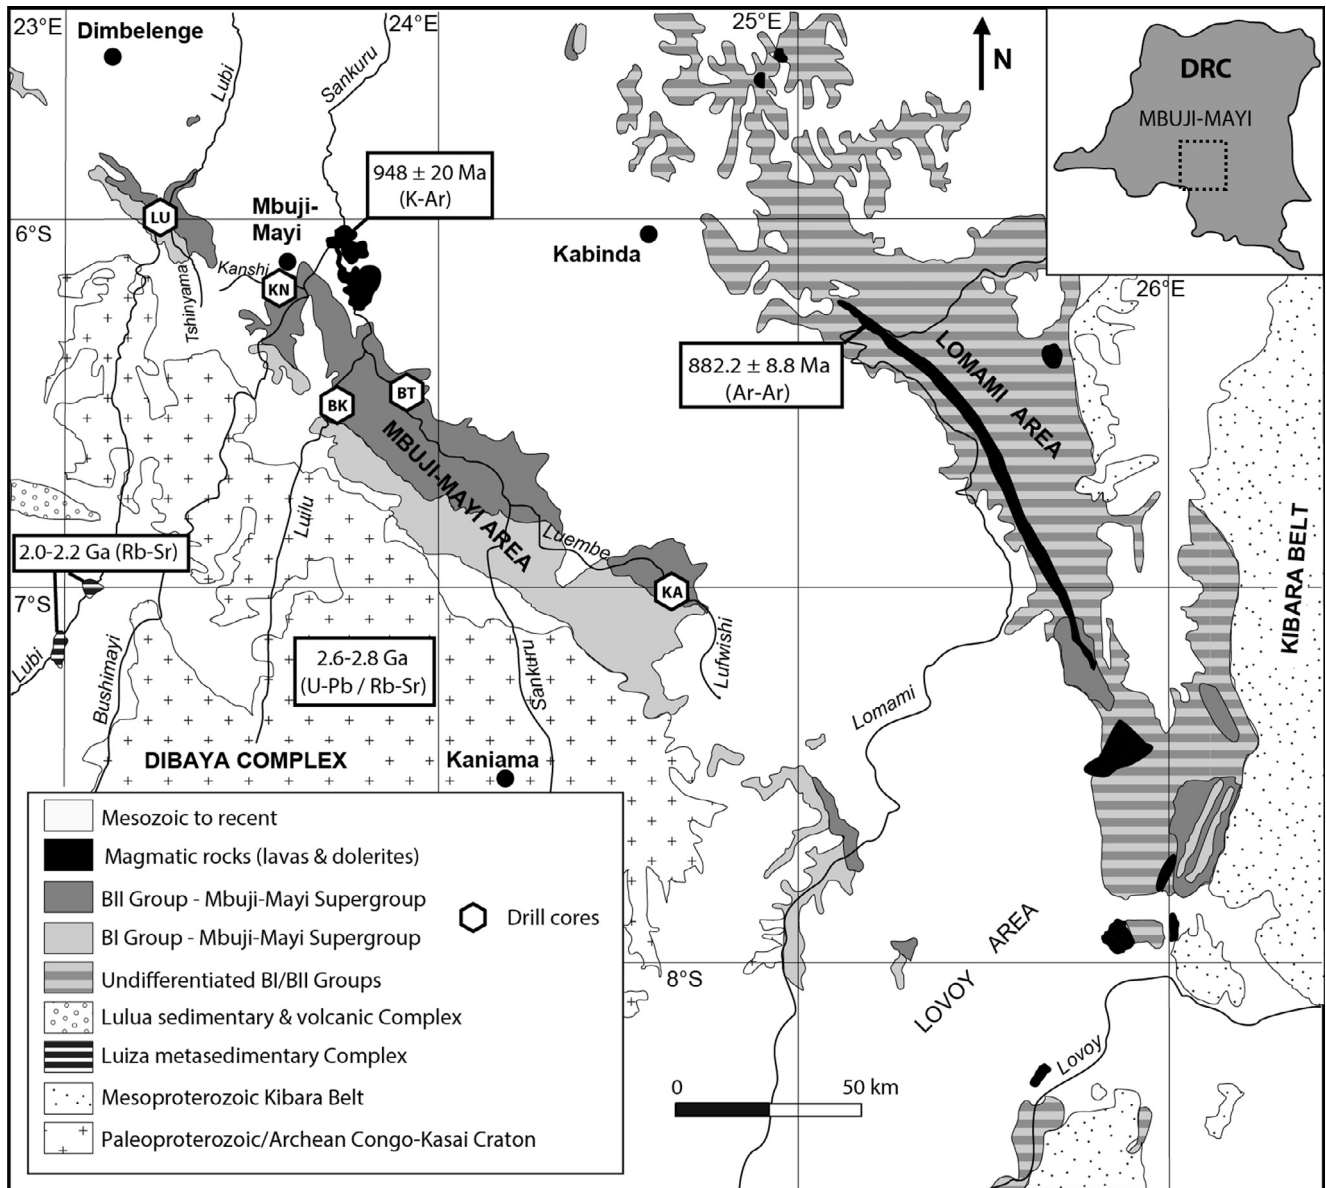 23°E
24°E
25°E
Dimbelenge
Lubi
Sankuru
N
DRC
MBUJI-MAYI
948 ± 20 Ma
(K-Ar)
LU
Mbuji-
Mayi
6°S
Kabinda
Tshinyama
Kanshi
KN
26°E
882.2 ± 8.8 Ma
(Ar-Ar)
LOMAMI AREA
BK
BT
MBUJI-MAYI AREA
Luilu
Luembe
2.0-2.2 Ga (Rb-Sr)
7°S
KA
KIBARA BELT
Lubi
Bushimayi
2.6-2.8 Ga
(U-Pb / Rb-Sr)
Sankuru
Lufwishi
Lomami
DIBAYA COMPLEX
Kaniama
Mesozoic to recent
Magmatic rocks (lavas & dolerites)
BII Group - Mbuji-Mayi Supergroup
Drill cores
BI Group - Mbuji-Mayi Supergroup
Undifferentiated BI/BII Groups
Lulua sedimentary & volcanic Complex
Luiza metasedimentary Complex
Mesoproterozoic Kibara Belt
Paleoproterozoic/Archean Congo-Kasai Craton
8°S
LOVOY AREA
Lovoy
0 50 km